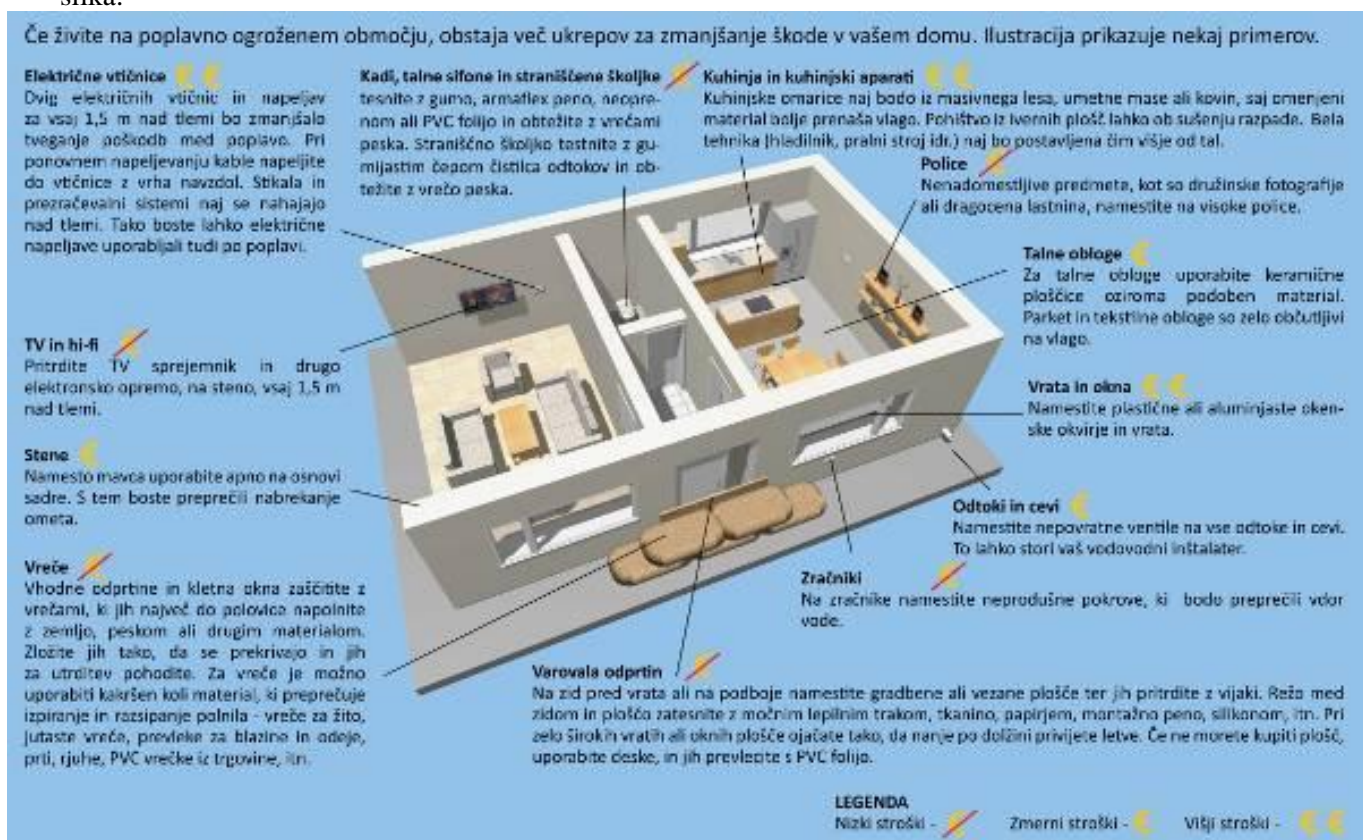 slika.
Če živite na poplavno ogroženem območju, obstaja več ukrepov za zmanjšanje škode v vašem domu. Ilustracija prikazuje nekaj primerov.
Električne vtičnice € €
Dvig električnih vtičnic in napeljav
za vsaj 1,5 m nad tlemi bo zmanjšalo
tveganje poškodb med poplavo. Pri
ponovnem napeljevanju kable napeljite
do vtičnice z vrha navzdol. Stikala in
prezračevalni sistemi naj se nahajajo
nad tlemi. Tako boste lahko električne
napeljave uporabljali tudi po poplavi.
Kadi, talne sifone in straniščene školjke €
tesnite z gumo, armaflex peno, neopre-
nom ali PVC folijo in obtežite z vrečami
peska. Straniščno školjko testnite z gu-
mijastim čepom čistilca odtokov in ob-
težite z vrečo peska.
Kuhinja in kuhinjski aparati € €
Kuhinjske omarice naj bodo iz masivnega lesa, umetne mase ali kovin, saj omenjeni
material bolje prenaša vlago. Pohištvo iz ivernih plošč lahko ob sušenju razpade. Bela
tehnika (hladilnik, pralni stroj idr.) naj bo postavljena čim višje od tal.
Police €
Nenadomestljive predmete, kot so družinske fotografije
ali dragocena lastnina, namestite na visoke police.
Talne obloge €
Za talne obloge uporabite keramične
ploščice oziroma podoben material.
Parket in tekstilne obloge so zelo občutljivi
na vlago.
TV in hi-fi €
Pritrdite TV sprejemnik in drugo
elektronsko opremo, na steno, vsaj 1,5 m
nad tlemi.
Vrata in okna € €
Namestite plastične ali aluminjaste oken-
ske okvirje in vrata.
Stene €
Namesto mavca uporabite apno na osnovi
sadre. S tem boste preprečili nabrekanje
ometa.
Odtoki in cevi €
Namestite nepovratne ventile na vse odtoke in cevi.
To lahko stori vaš vodovodni inštalater.
Vreče €
Vhodne odprtine in kletna okna zaščitite z
vrečami, ki jih največ do polovice napolnite
z zemljo, peskom ali drugim materialom.
Zložite jih tako, da se prekrivajo in jih
za utrditev pohodite. Za vreče je možno
uporabiti kakršen koli material, ki preprečuje
izpiranje in razsipanje polnila - vreče za žito,
jutaste vreče, prevleke za blazine in odeje,
prti, rjuhe, PVC vrečke iz trgovine, itn.
Zračniki €
Na zračnike namestite neprodušne pokrove, ki bodo preprečili vdor
vode.
Varovala odprtin €
Na zid pred vrata ali na podboje namestite gradbene ali vezane plošče ter jih pritrdite z vijaki. Režo med
zidom in ploščo zatesnite z močnim lepilnim trakom, tkanino, papirjem, montažno peno, silikonom, itn. Pri
zelo širokih vratih ali oknih plošče ojačate tako, da nanje po dolžini privijete letve. Če ne morete kupiti plošč,
uporabite deske, in jih prevlecite s PVC folijo.
LEGENDA
Nizki stroški - € Zmerni stroški - € Višji stroški - € €